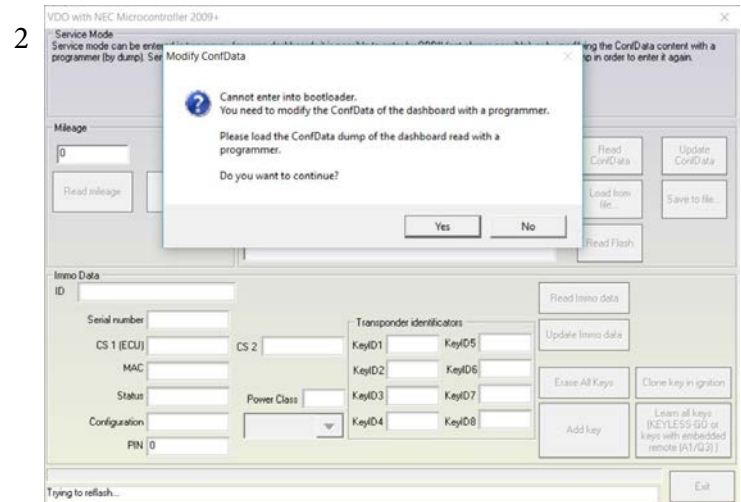 2
VDO with NEC Microcontroller 2009+
Service Mode
Service mode can be
programmer (by dump). Ser
ing the ConfData content with a
in order to enter it again.
Modify ConfData
Cannot enter into bootloader.
You need to modify the ConfData of the dashboard with a programmer.
Please load the ConfData dump of the dashboard read with a
programmer.
Do you want to continue?
Yes No
Mileage
0
Read mileage
Read ConfData
Update ConfData
Load from file...
Save to file...
Read Flash
Immo Data
ID
Serial number
CS 1 (ECU)
CS 2
MAC
Status
Power Class
Configuration
PIN 0
Transponder identificators
KeyID1 KeyID5
KeyID2 KeyID6
KeyID3 KeyID7
KeyID4 KeyID8
Read Immo data
Update Immo data
Erase All Keys
Clone key in ignition
Add key
Learn all keys
(KEYLESS GO or
keys with embedded
remote (A1/Q3) )
Trying to reflash...
Exit